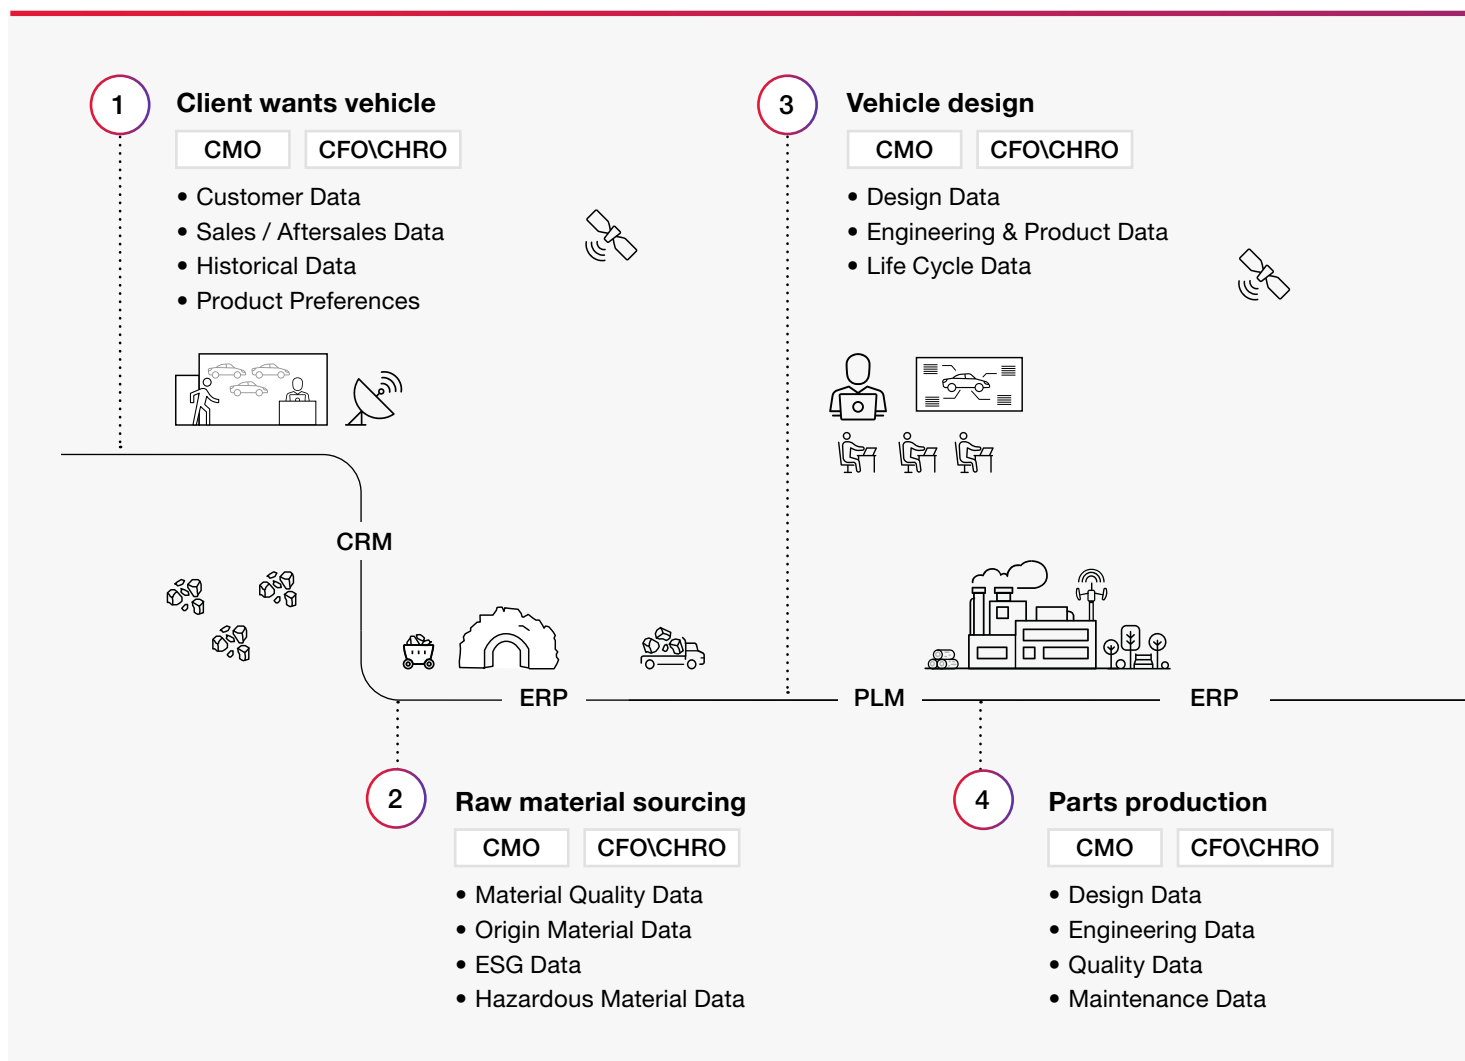 1
Client wants vehicle
CMO
CFO\CHRO
• Customer Data
• Sales / Aftersales Data
• Historical Data
• Product Preferences
3
Vehicle design
CMO
CFO\CHRO
• Design Data
• Engineering & Product Data
• Life Cycle Data
CRM
ERP
PLM
ERP
2
Raw material sourcing
CMO
CFO\CHRO
• Material Quality Data
• Origin Material Data
• ESG Data
• Hazardous Material Data
4
Parts production
CMO
CFO\CHRO
• Design Data
• Engineering Data
• Quality Data
• Maintenance Data